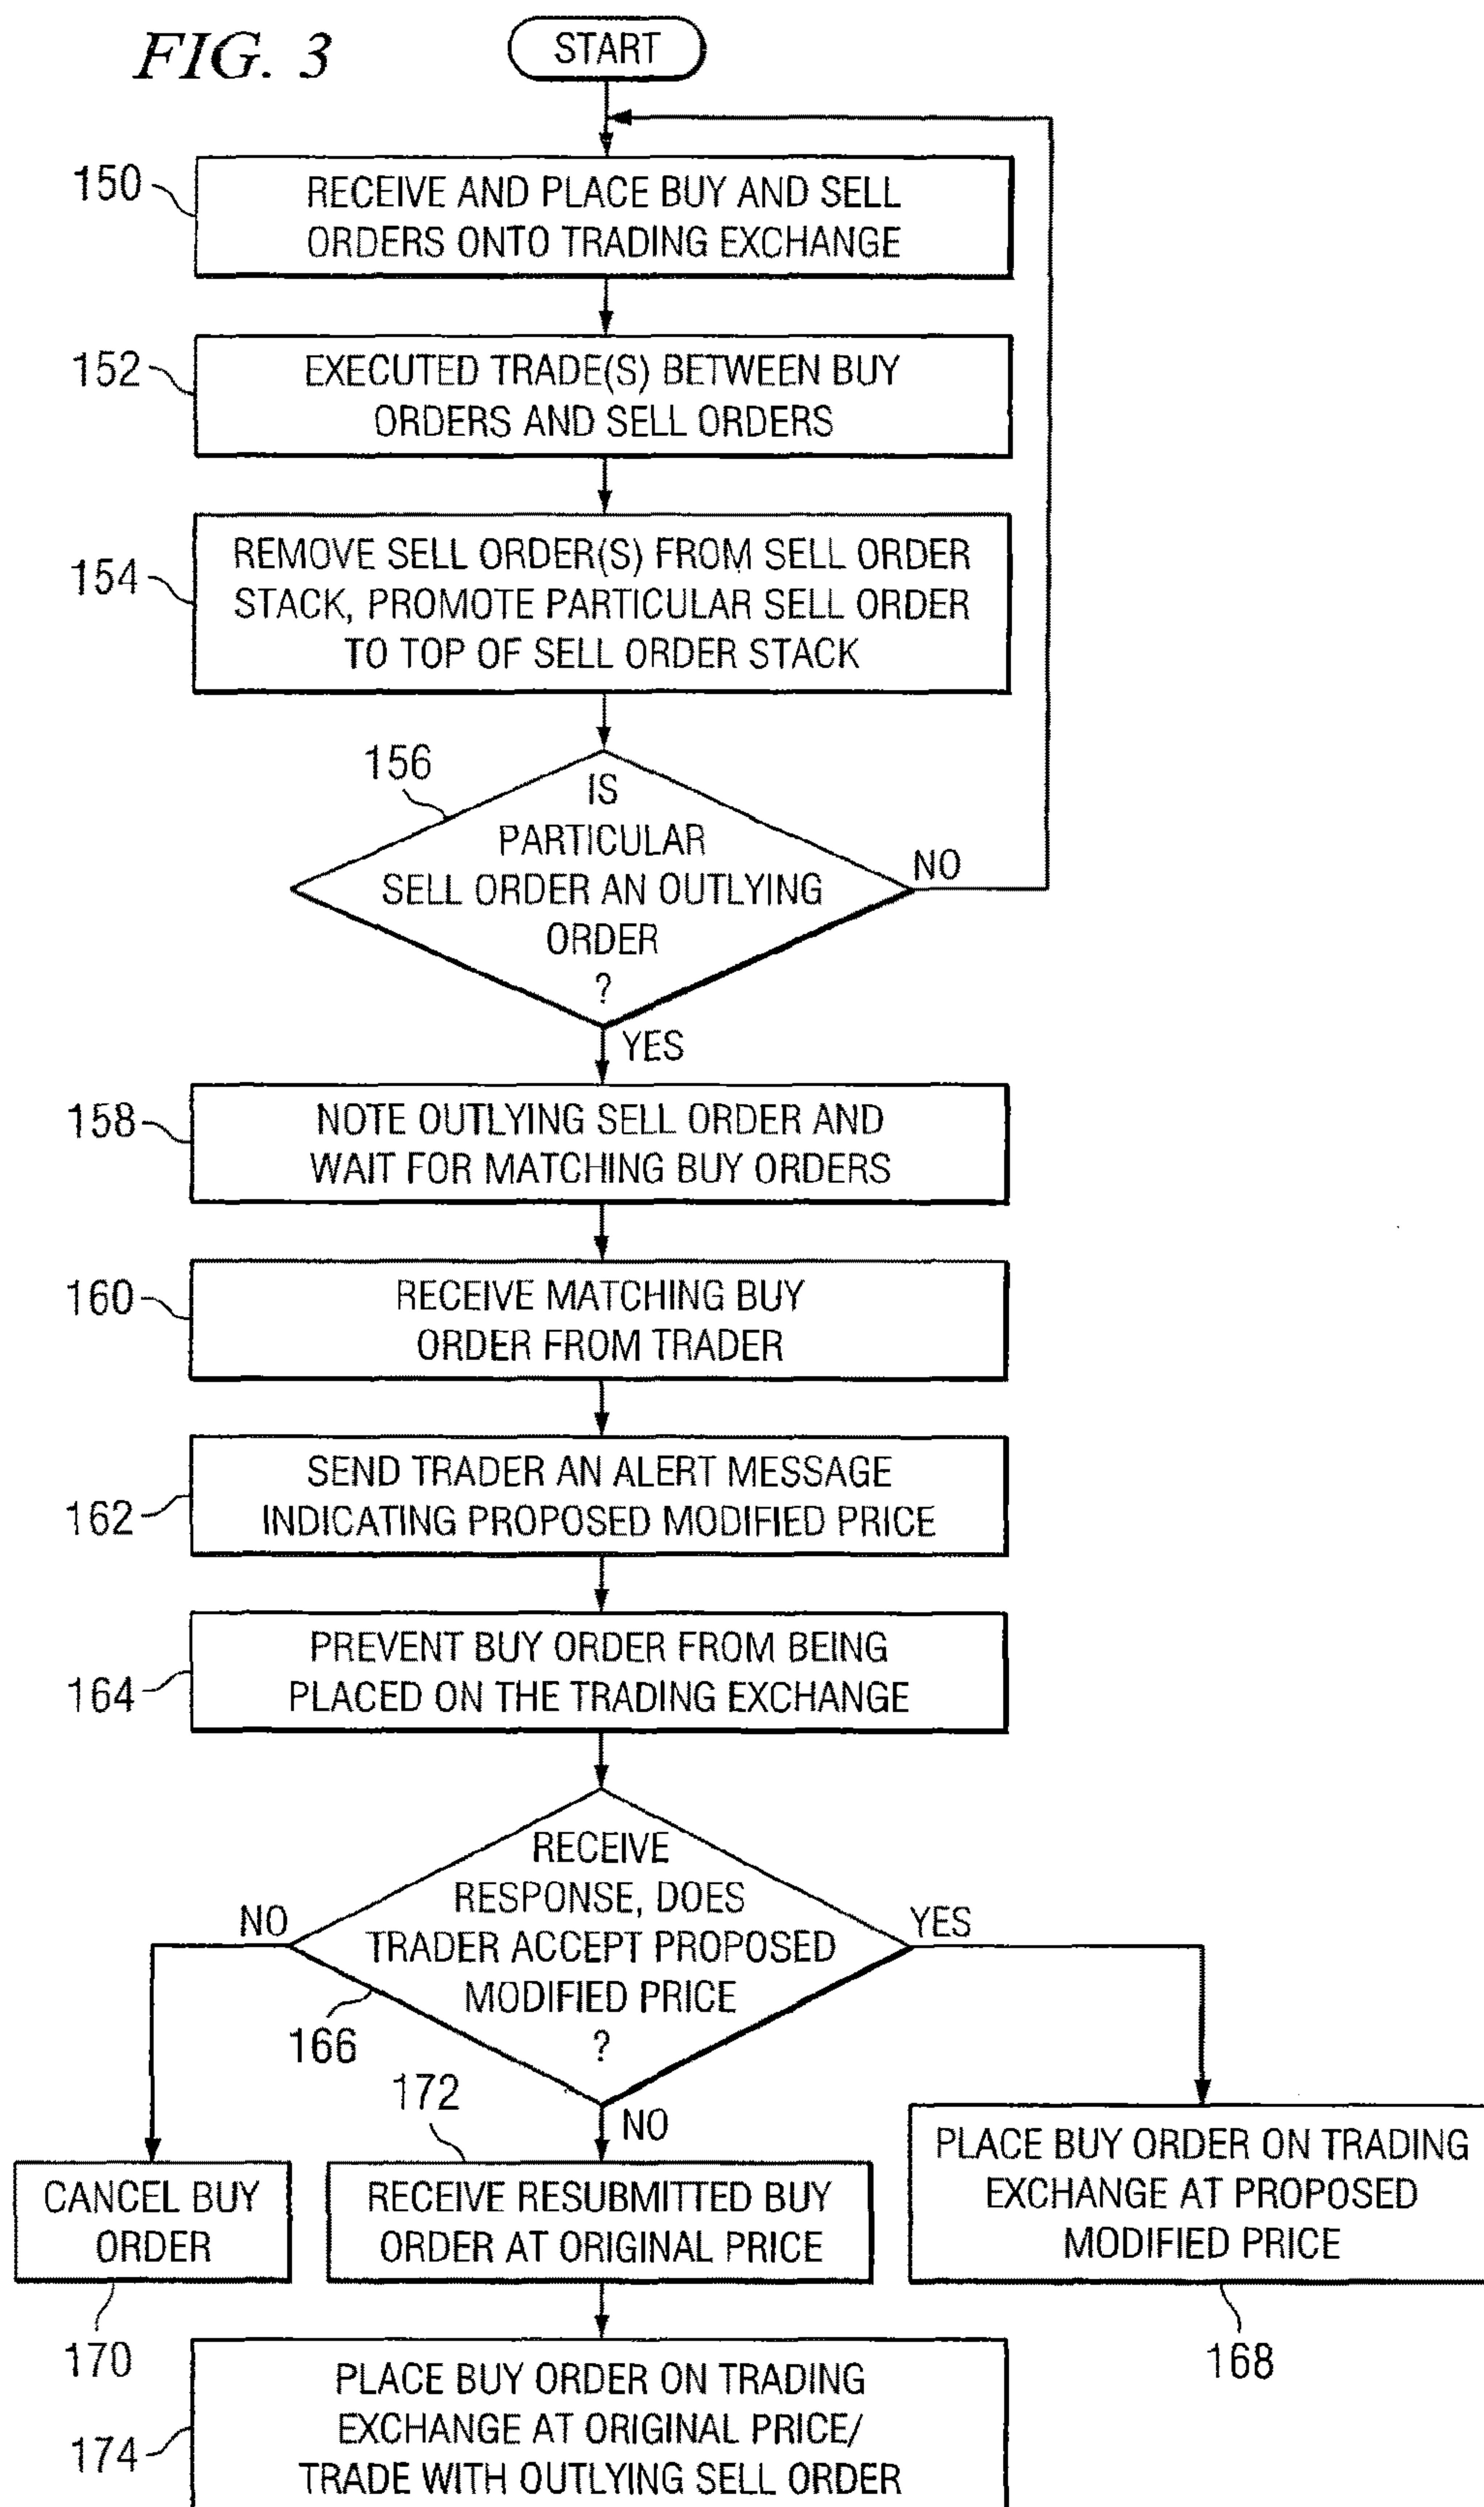 FIG. 3
START
150
RECEIVE AND PLACE BUY AND SELL
ORDERS ONTO TRADING EXCHANGE
152
EXECUTED TRADE(S) BETWEEN BUY
ORDERS AND SELL ORDERS
154
REMOVE SELL ORDER(S) FROM SELL ORDER
STACK, PROMOTE PARTICULAR SELL ORDER
TO TOP OF SELL ORDER STACK
156
IS
PARTICULAR
SELL ORDER AN OUTLYING
ORDER
?
NO
YES
158
NOTE OUTLYING SELL ORDER AND
WAIT FOR MATCHING BUY ORDERS
160
RECEIVE MATCHING BUY
ORDER FROM TRADER
162
SEND TRADER AN ALERT MESSAGE
INDICATING PROPOSED MODIFIED PRICE
164
PREVENT BUY ORDER FROM BEING
PLACED ON THE TRADING EXCHANGE
166
RECEIVE
RESPONSE, DOES
TRADER ACCEPT PROPOSED
MODIFIED PRICE
?
NO
YES
NO
CANCEL BUY
ORDER
170
172
RECEIVE RESUBMITTED BUY
ORDER AT ORIGINAL PRICE
PLACE BUY ORDER ON TRADING
EXCHANGE AT PROPOSED
MODIFIED PRICE
168
174
PLACE BUY ORDER ON TRADING
EXCHANGE AT ORIGINAL PRICE/
TRADE WITH OUTLYING SELL ORDER